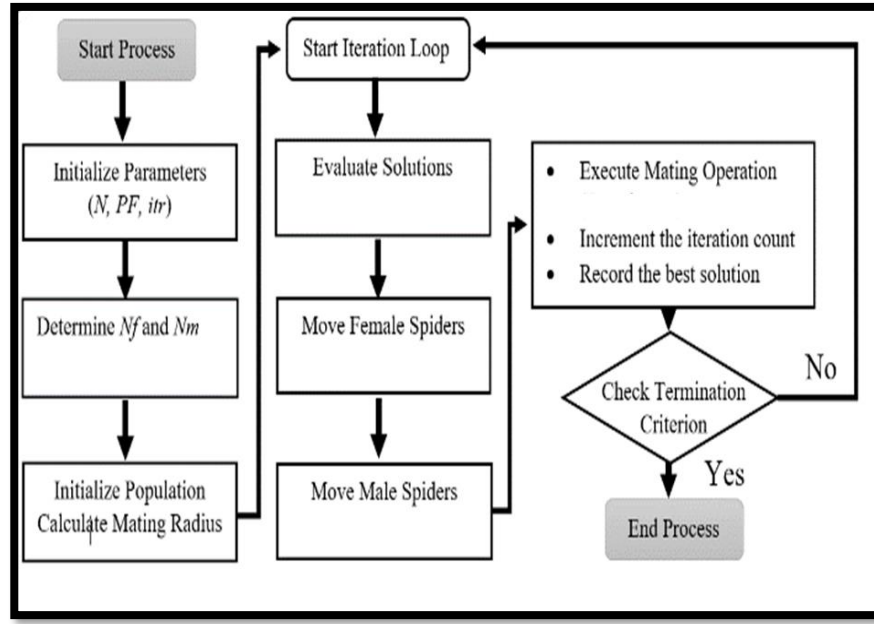 Start Process
Initialize Parameters
(N, PF, itr)
Determine Nf and Nm
Initialize Population
Calculate Mating Radius
Start Iteration Loop
Evaluate Solutions
Move Female Spiders
Move Male Spiders
• Execute Mating Operation
• Increment the iteration count
• Record the best solution
Check Termination
Criterion
No
Yes
End Process